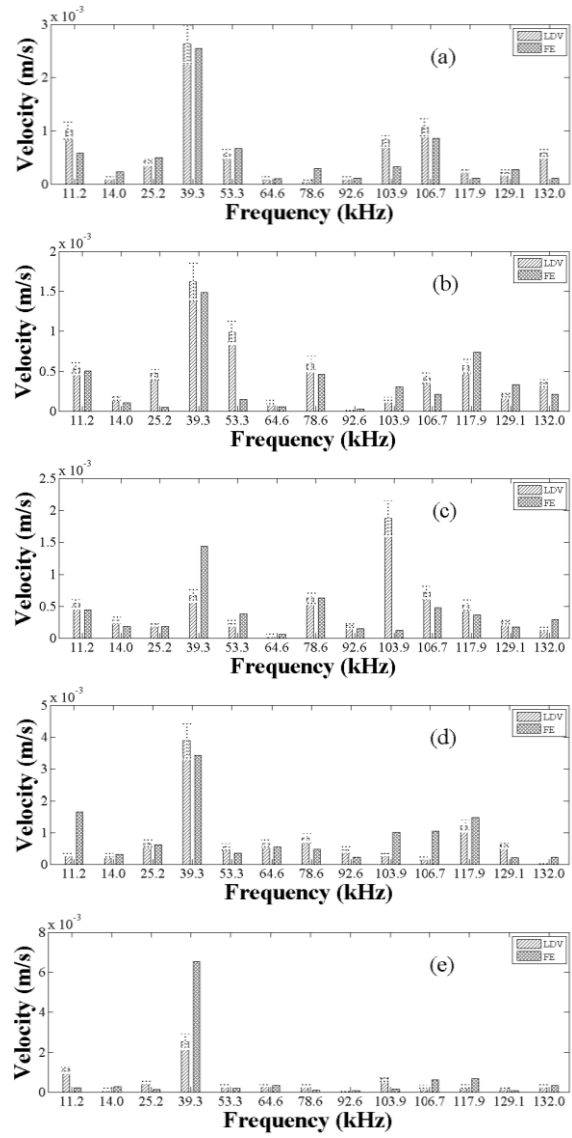 x 10⁻³
3
2
1
0
Velocity (m/s)
(a)
LDV
FE
11.2 14.0 25.2 39.3 53.3 64.6 78.6 92.6 103.9 106.7 117.9 129.1 132.0
Frequency (kHz)
x 10⁻³
2
1.5
1
0.5
0
Velocity (m/s)
(b)
LDV
FE
11.2 14.0 25.2 39.3 53.3 64.6 78.6 92.6 103.9 106.7 117.9 129.1 132.0
Frequency (kHz)
x 10⁻³
2.5
2
1.5
1
0.5
0
Velocity (m/s)
(c)
LDV
FE
11.2 14.0 25.2 39.3 53.3 64.6 78.6 92.6 103.9 106.7 117.9 129.1 132.0
Frequency (kHz)
x 10⁻³
5
4
3
2
1
0
Velocity (m/s)
(d)
LDV
FE
11.2 14.0 25.2 39.3 53.3 64.6 78.6 92.6 103.9 106.7 117.9 129.1 132.0
Frequency (kHz)
x 10⁻³
8
6
4
2
0
Velocity (m/s)
(e)
LDV
FE
11.2 14.0 25.2 39.3 53.3 64.6 78.6 92.6 103.9 106.7 117.9 129.1 132.0
Frequency (kHz)